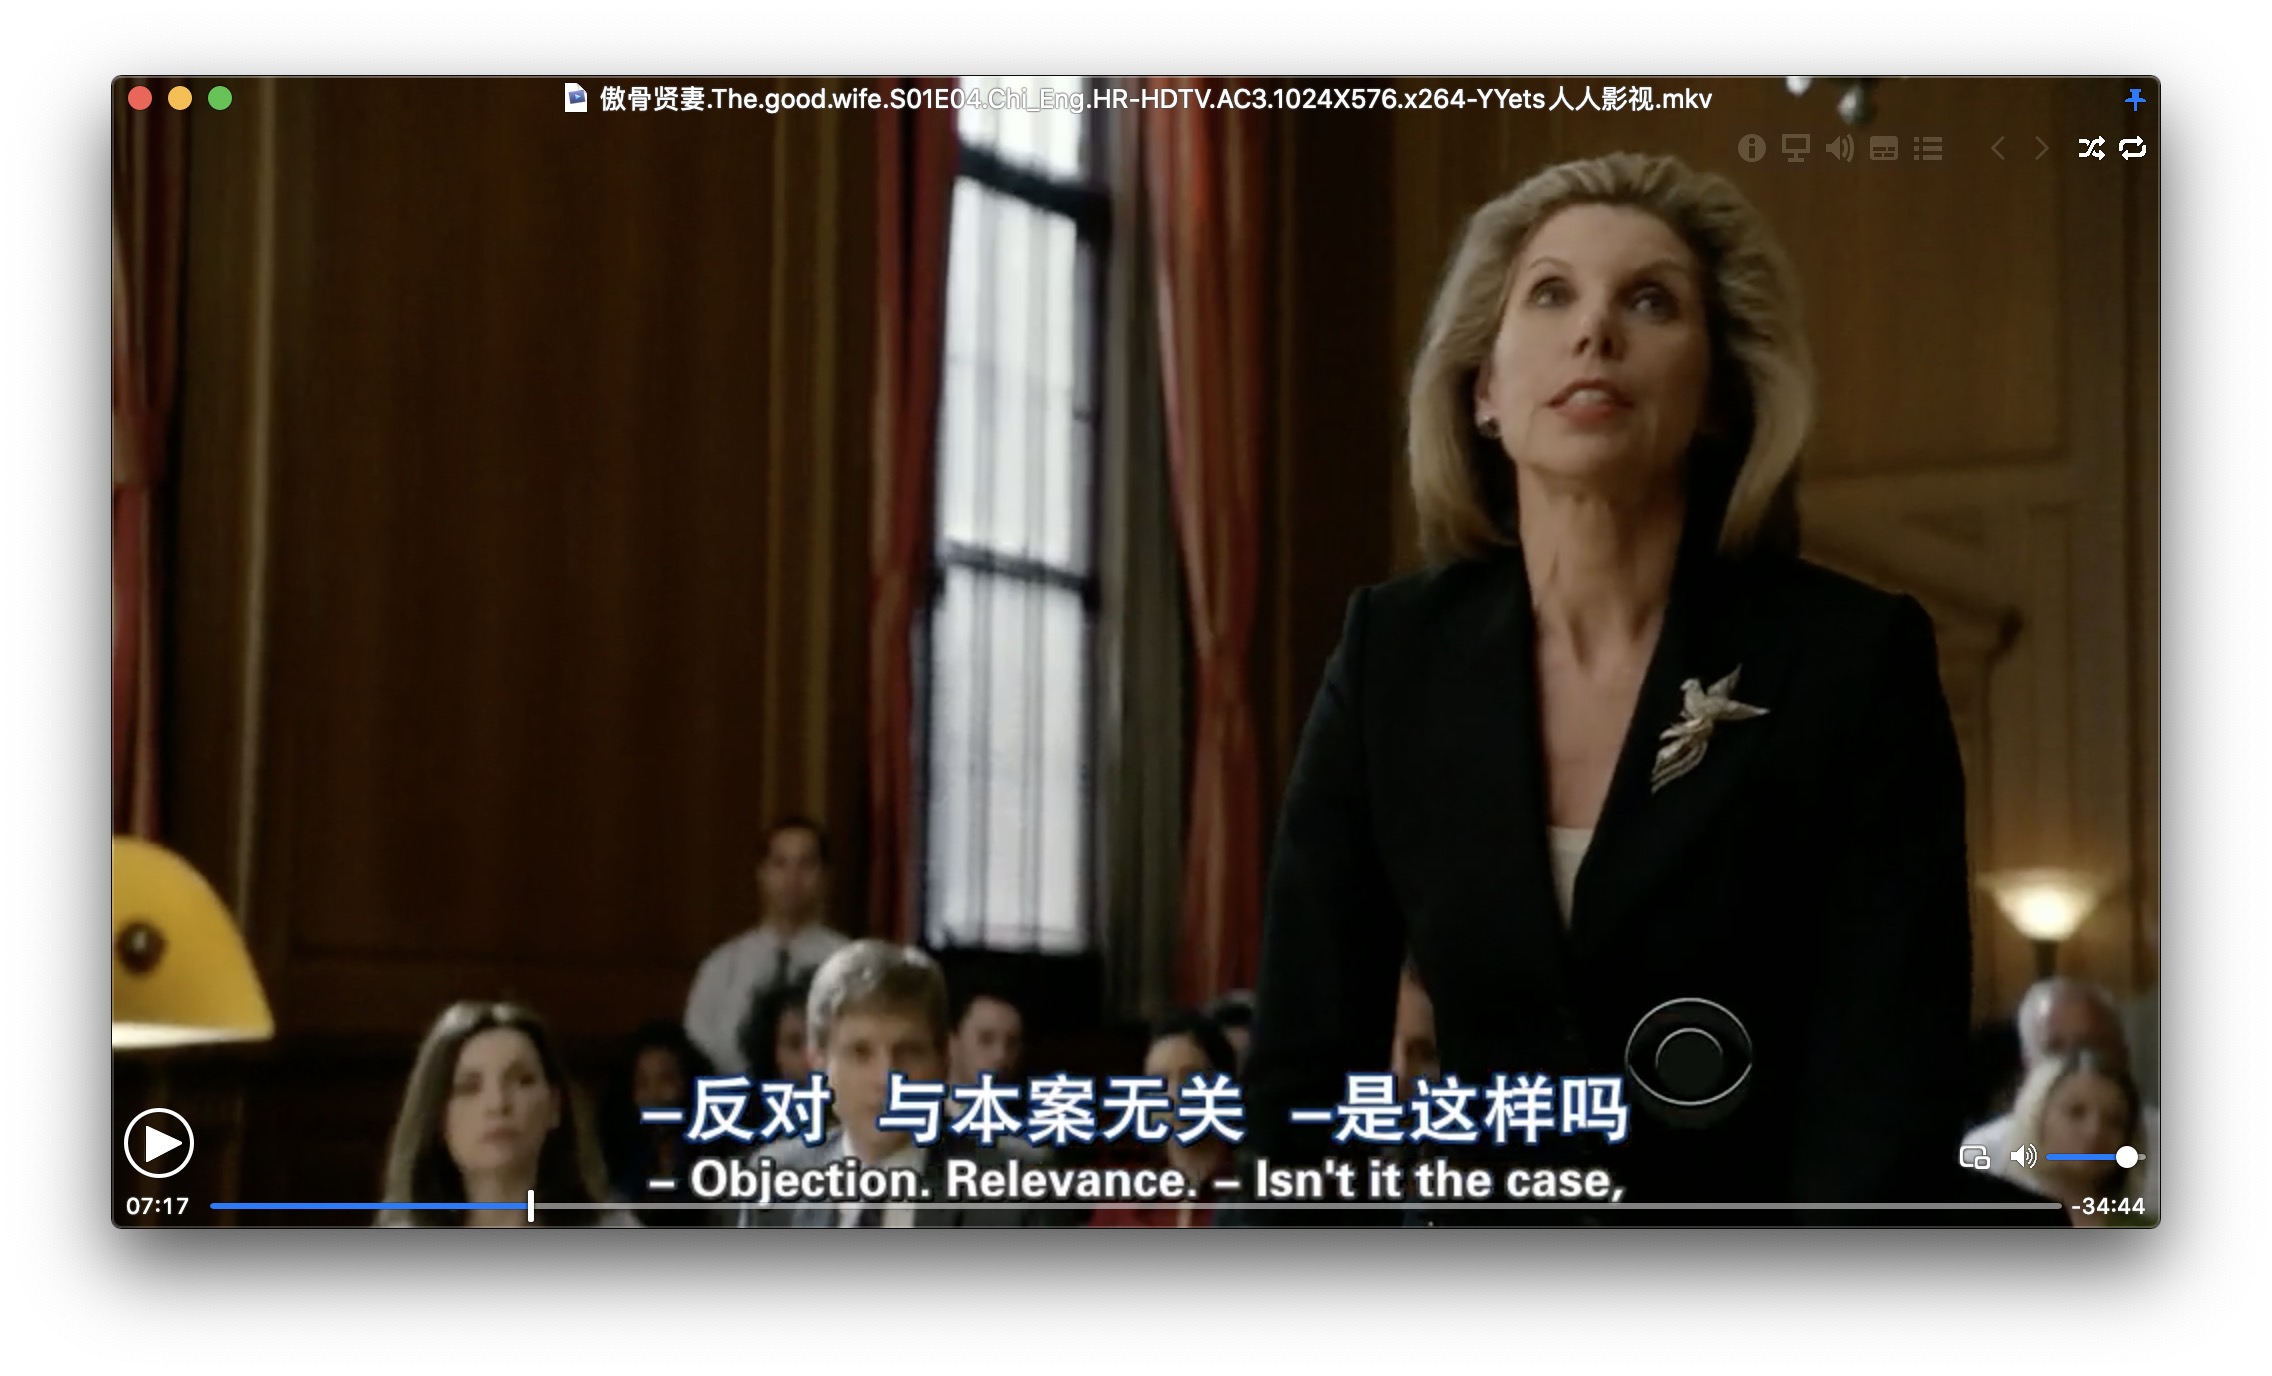 傲骨贤妻.The.good.wife.S01E04.Chi_Eng.HR-HDTV.AC3.1024X576.x264-YYets人人影视.mkv
–反对 与本案无关 –是这样吗
– Objection. Relevance. – Isn't it the case,
07:17
-34:44